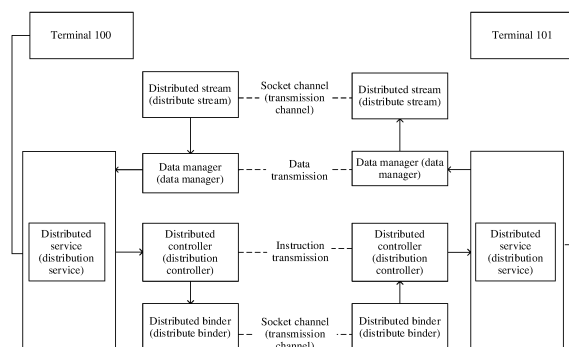 Terminal 100
Terminal 101
Distributed stream
(distribute stream)
Socket channel
(transmission
channel)
Distributed stream
(distribute stream)
Data manager
(data manager)
Data
transmission
Data manager (data
manager)
Distributed
service
(distribution
service)
Distributed
controller
(distribution
controller)
Instruction
transmission
Distributed
controller
(distribution
controller)
Distributed
service
(distribution
service)
Distributed binder
(distribute binder)
Socket channel
(transmission
channel)
Distributed binder
(distribute binder)